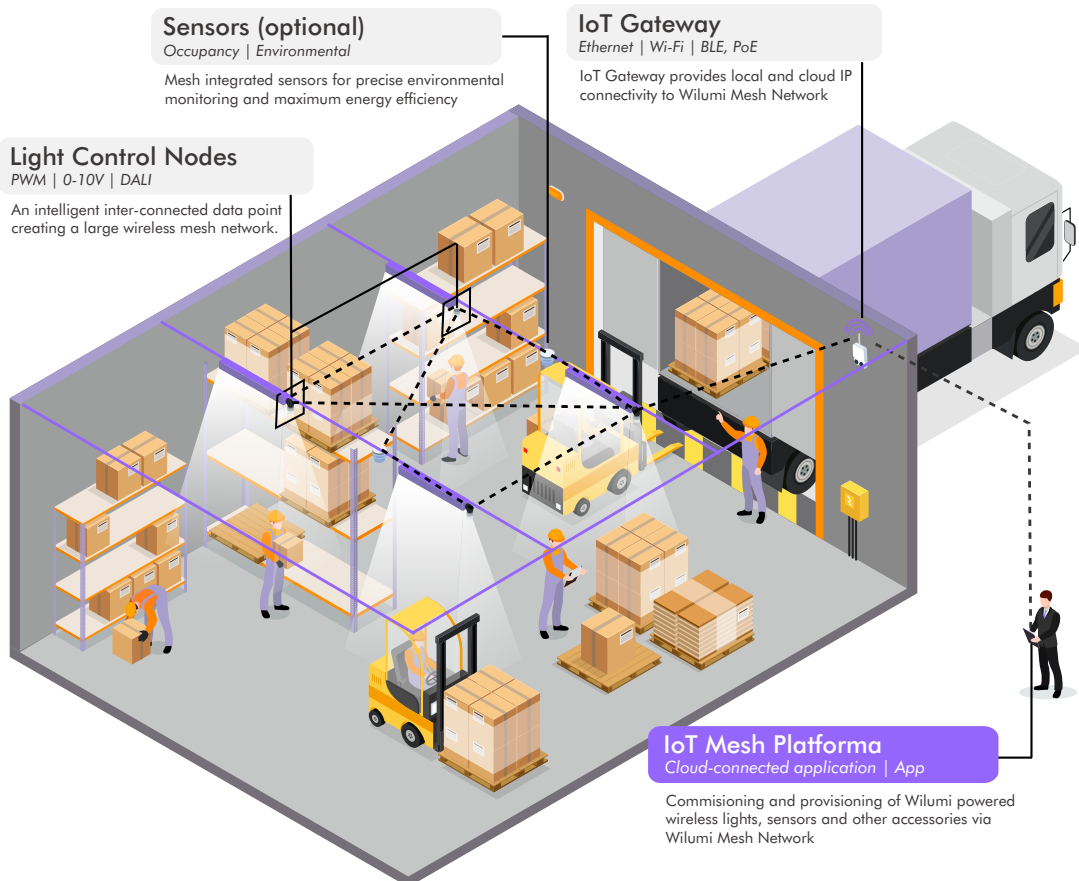 Sensors (optional)
Occupancy | Environmental
Mesh integrated sensors for precise environmental
monitoring and maximum energy efficiency
IoT Gateway
Ethernet | Wi-Fi | BLE, PoE
IoT Gateway provides local and cloud IP
connectivity to Wilumi Mesh Network
Light Control Nodes
PWM | 0-10V | DALI
An intelligent inter-connected data point
creating a large wireless mesh network.
IoT Mesh Platforma
Cloud-connected application | App
Commisioning and provisioning of Wilumi powered
wireless lights, sensors and other accessories via
Wilumi Mesh Network